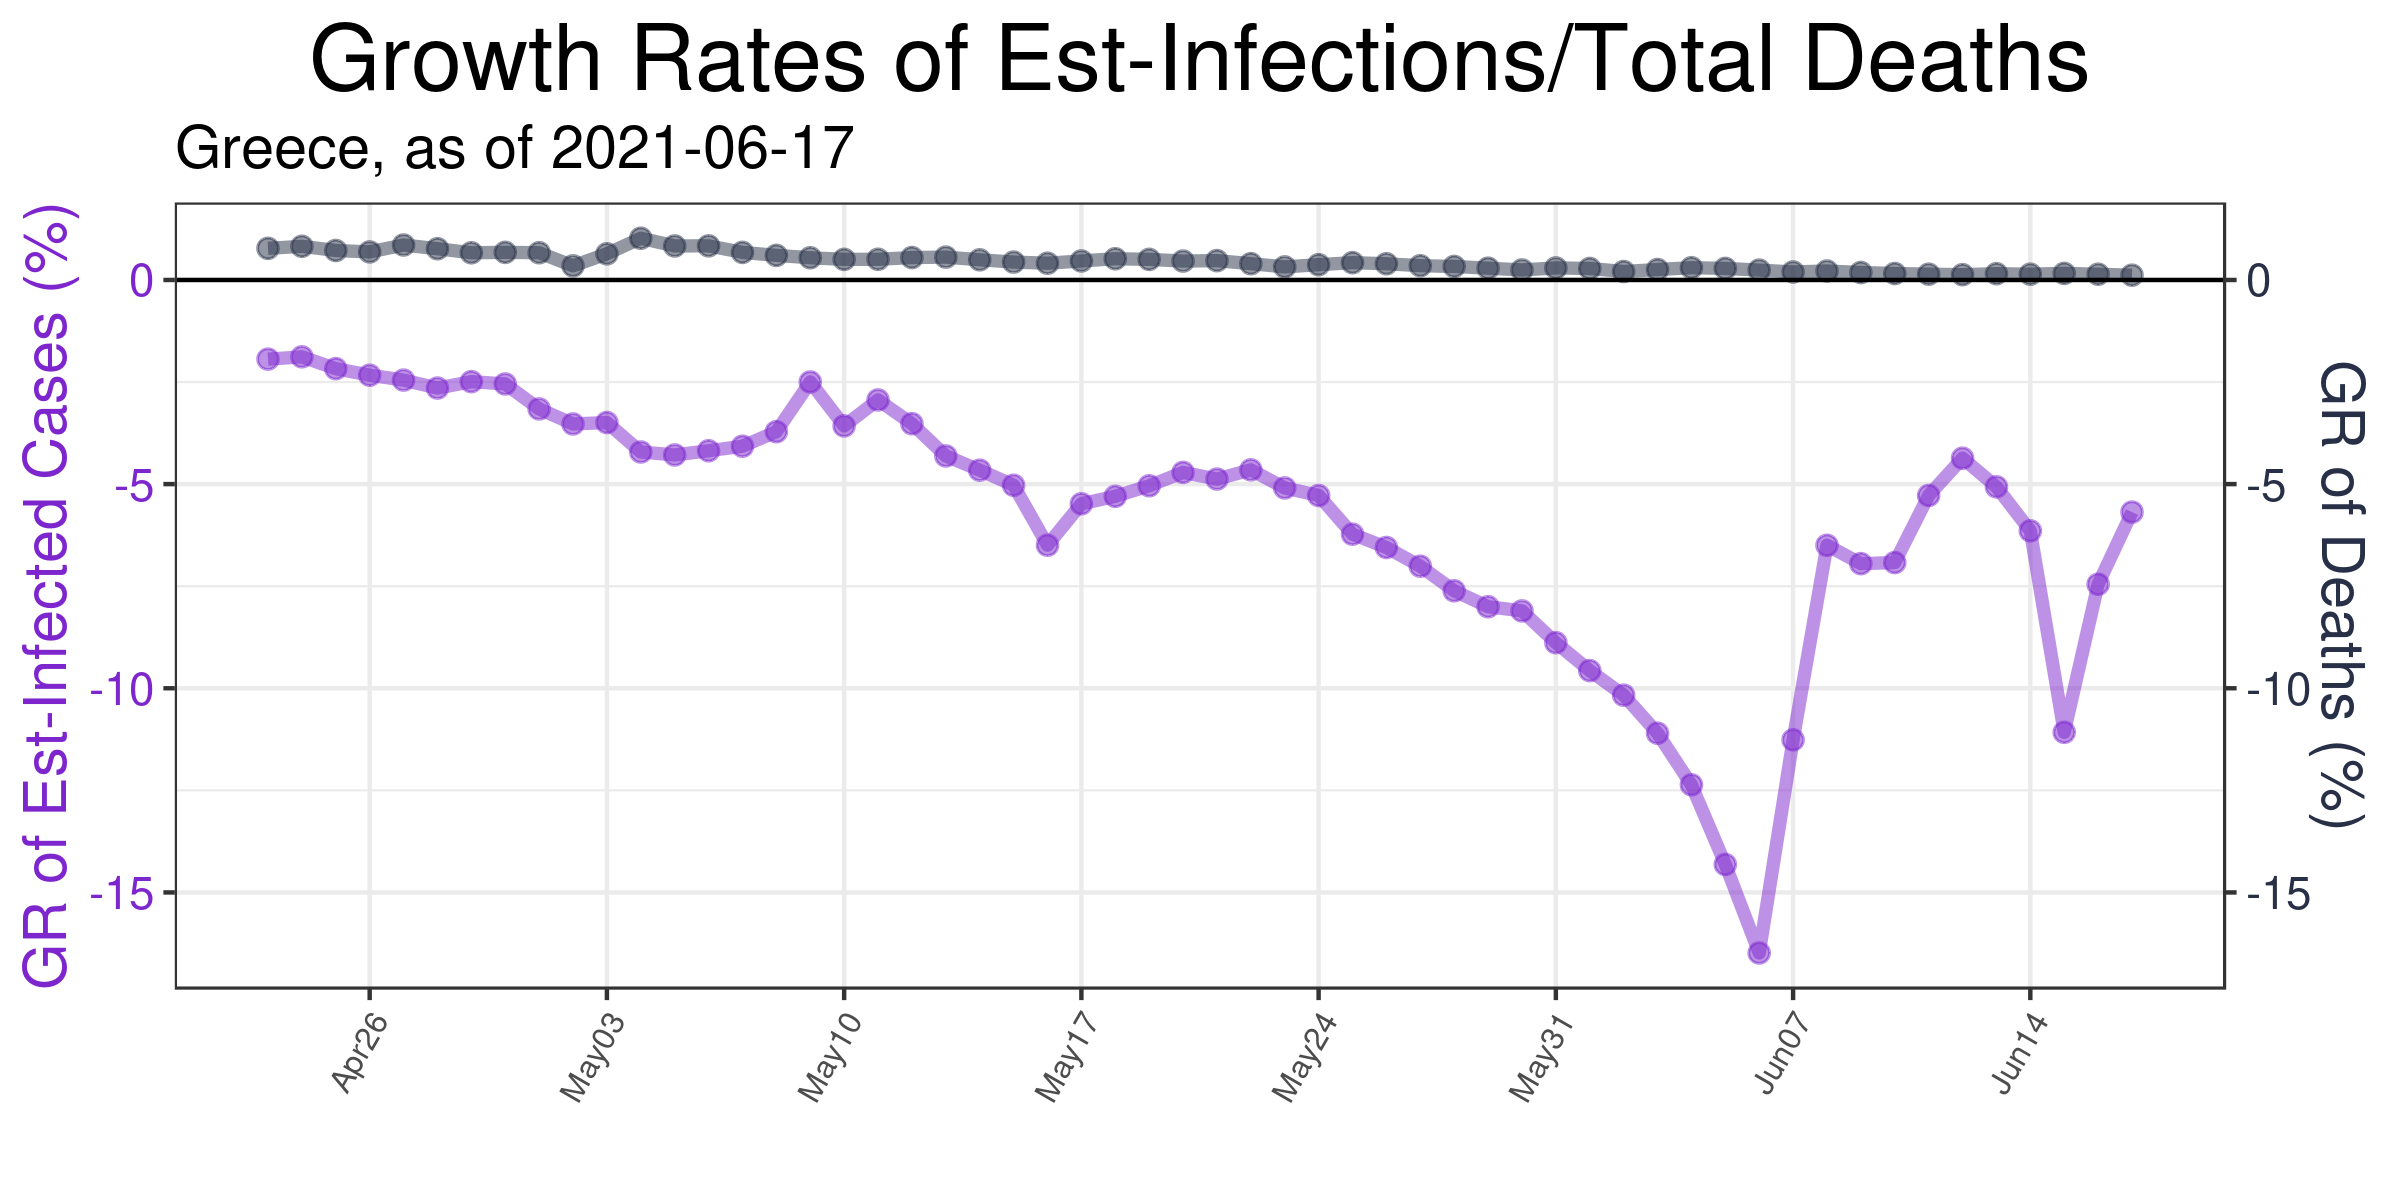 Growth Rates of Est-Infections/Total Deaths
Greece, as of 2021-06-17
GR of Est-Infected Cases (%)
0
-5
-10
-15
0
-5
-10
-15
GR of Deaths (%)
Apr26
May03
May10
May17
May24
May31
Jun07
Jun14